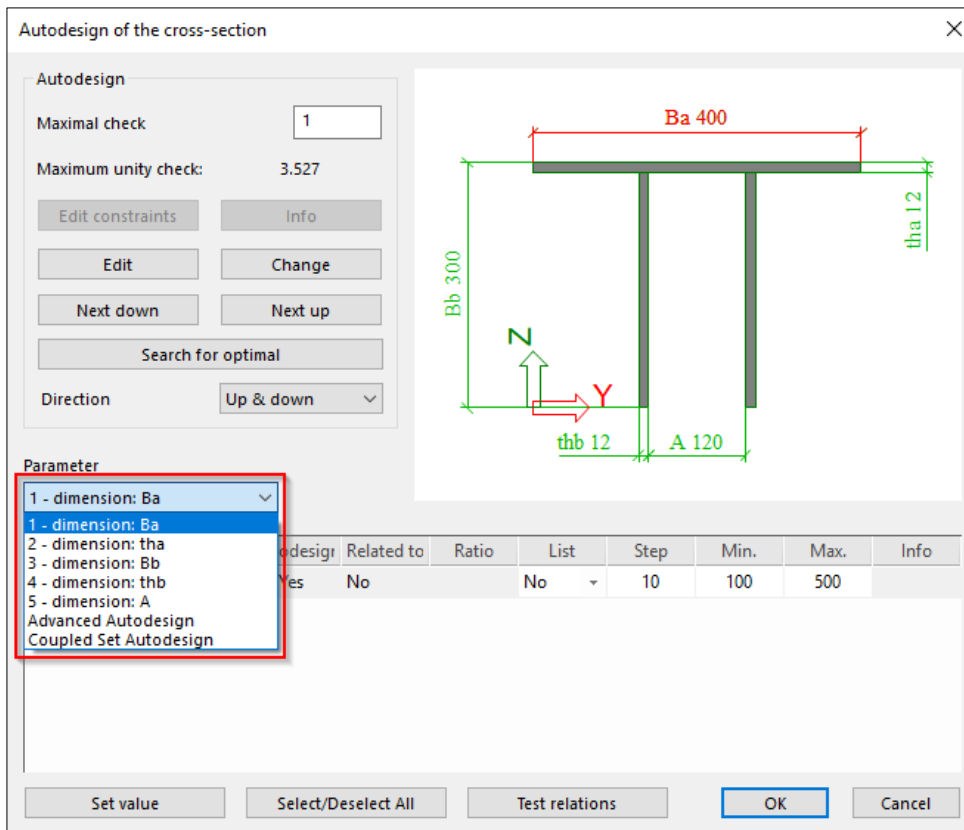 Autodesign of the cross-section
Autodesign
Maximal check 1
Maximum unity check: 3.527
Edit constraints Info
Edit Change
Next down Next up
Search for optimal
Direction Up & down
Ba 400
tha 12
Bb 300
Z
Y
thb 12 A 120
Parameter
1 - dimension: Ba
1 - dimension: Ba
2 - dimension: tha
3 - dimension: Bb
4 - dimension: thb
5 - dimension: A
Advanced Autodesign
Coupled Set Autodesign
odesigr Related to Ratio List Step Min. Max. Info
Yes No No 10 100 500
Set value Select/Deselect All Test relations OK Cancel